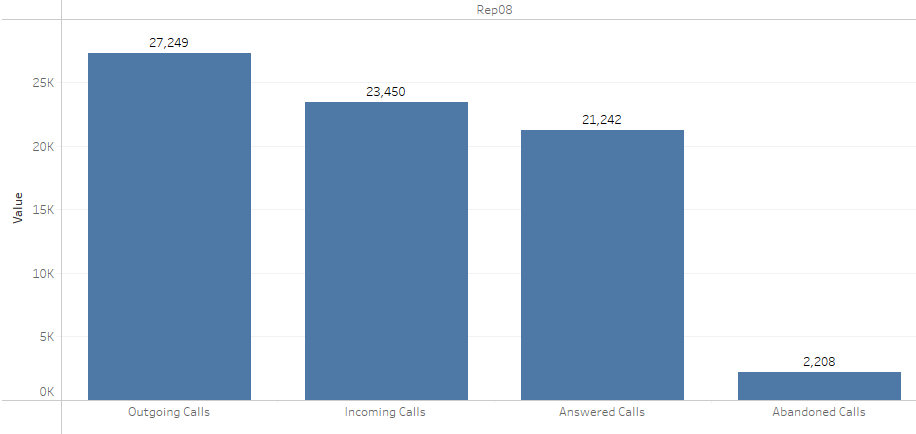 Rep08
27,249
23,450
21,242
2,208
Value
25K
20K
15K
10K
5K
0K
Outgoing Calls
Incoming Calls
Answered Calls
Abandoned Calls